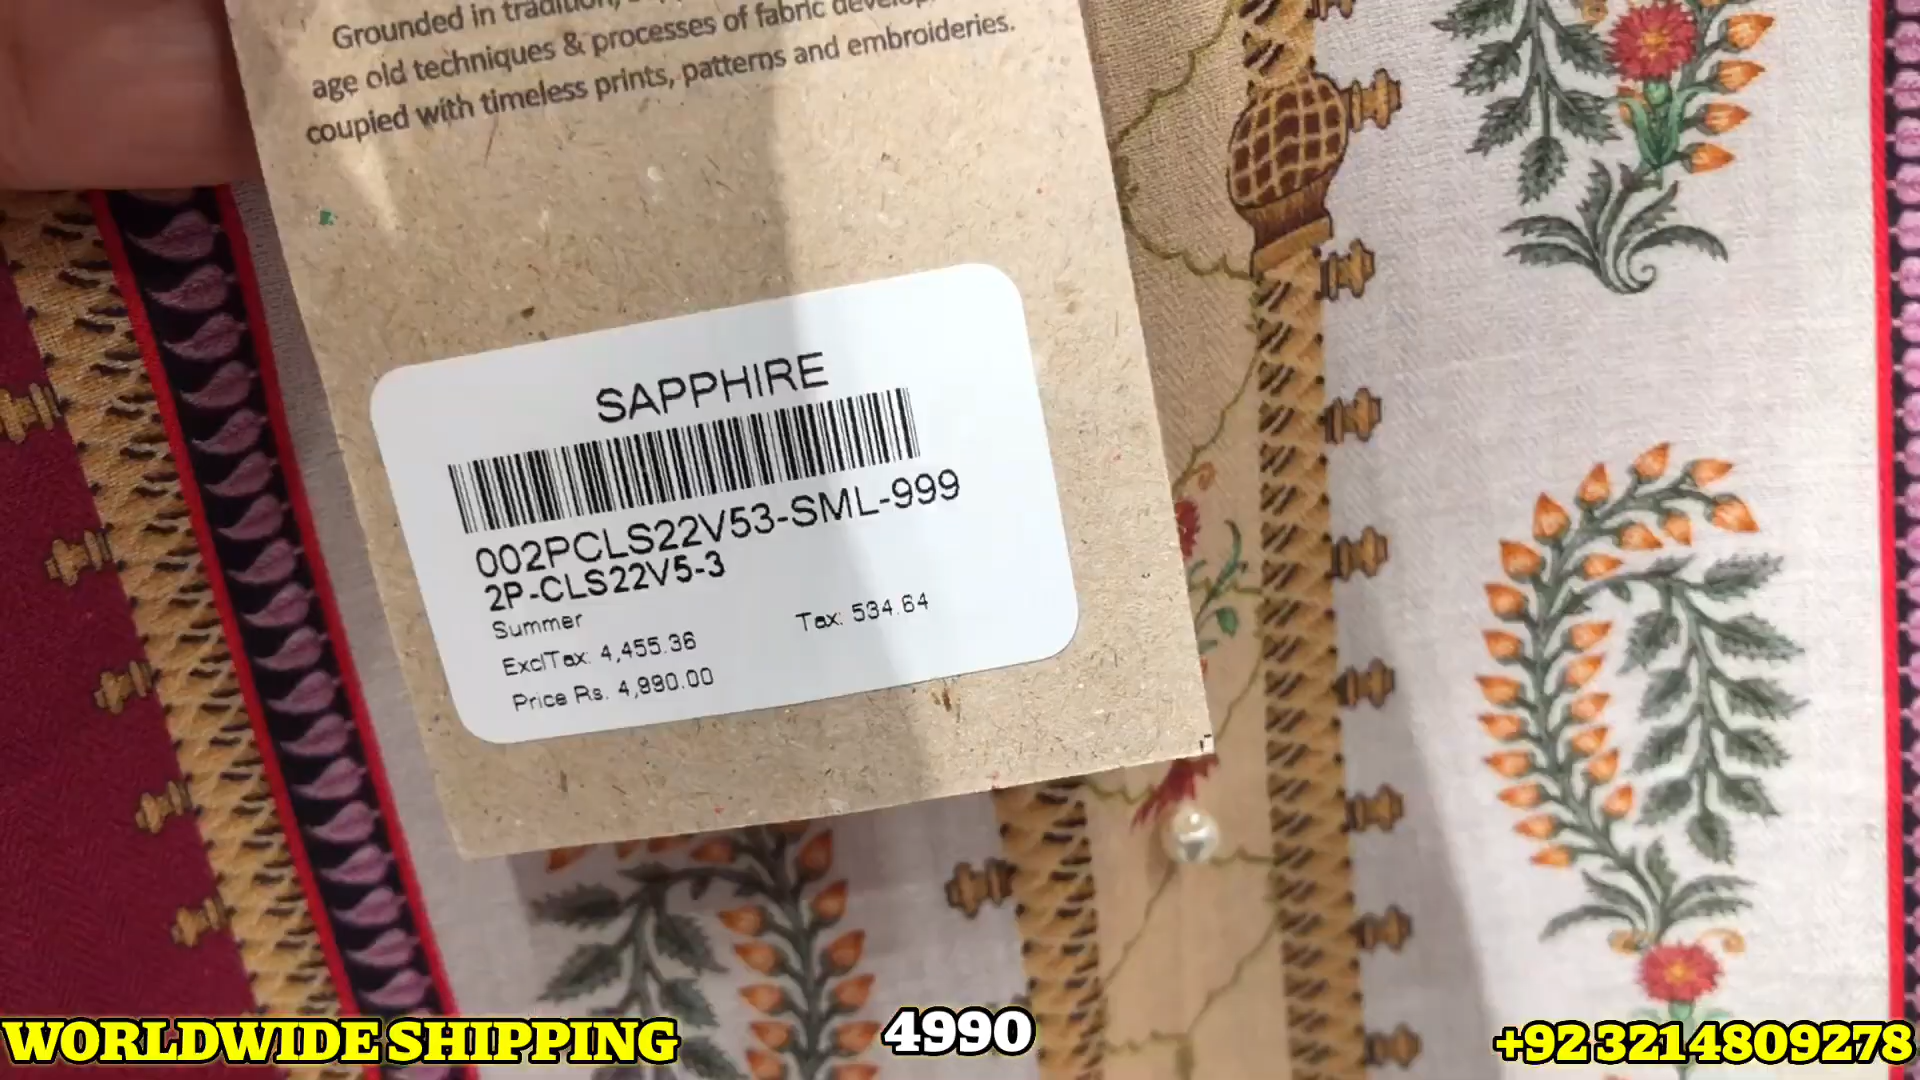 Grounded in tradition,
age old techniques & processes of fabric
coupled with timeless prints, patterns and embroideries.
SAPPHIRE
002PCLS22V53-SML-999
2P-CLS22V5-3
Summer
ExclTax: 4,455.36 Tax: 534.64
Price Rs. 4,990.00
WORLDWIDE SHIPPING
4990
+92 3214809278